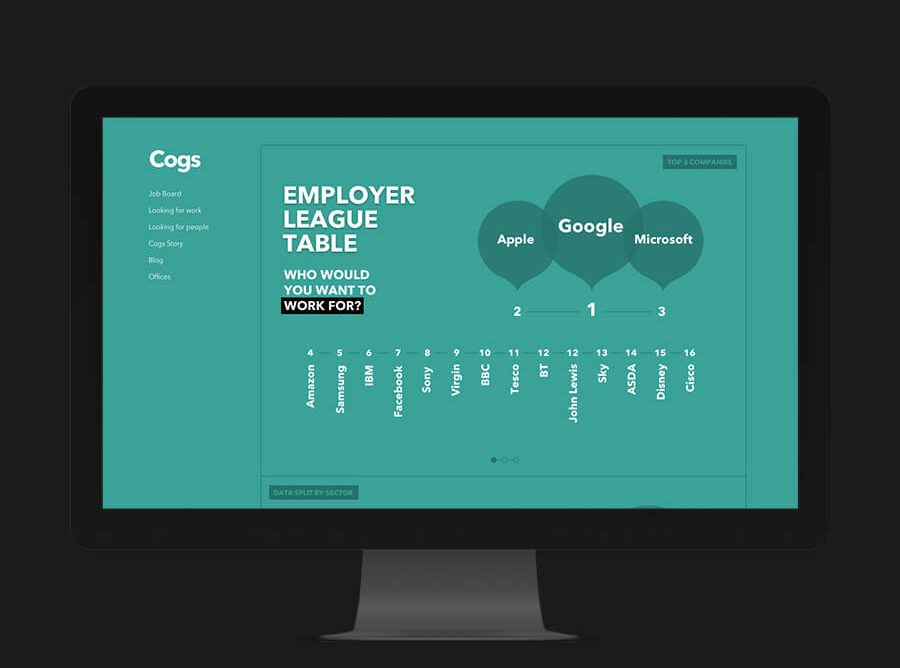 Cogs
Job Board
Looking for work
Looking for people
Cogs Story
Blog
Offices
TOP 3 COMPANIES
EMPLOYER
LEAGUE
TABLE
WHO WOULD
YOU WANT TO
WORK FOR?
Apple
Google
Microsoft
2 1 3
4 5 6 7 8 9 10 11 12 12 13 14 15 16
Amazon
Samsung
IBM
Facebook
Sony
Virgin
BBC
Tesco
BT
John Lewis
Sky
ASDA
Disney
Cisco
DATA SPLIT BY SECTOR